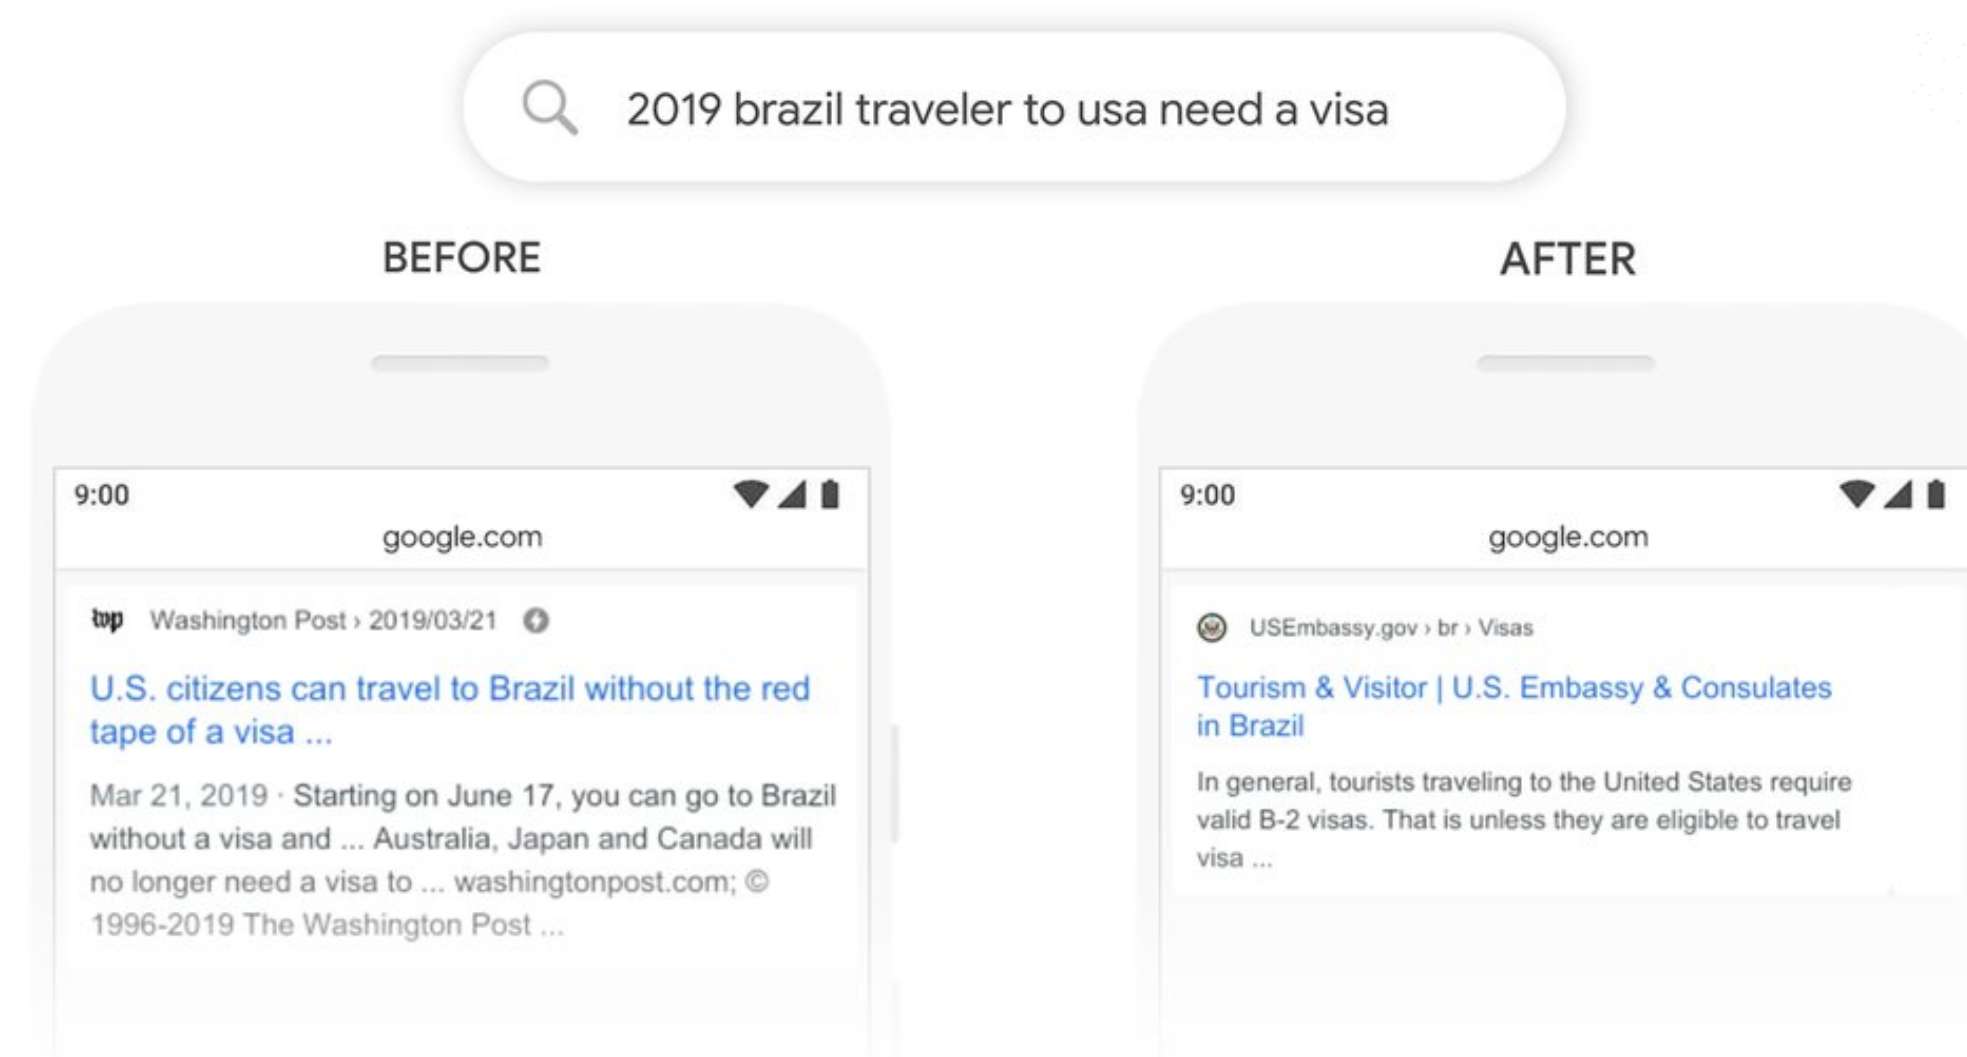 2019 brazil traveler to usa need a visa
BEFORE
9:00
google.com
wp Washington Post › 2019/03/21
U.S. citizens can travel to Brazil without the red
tape of a visa ...
Mar 21, 2019 · Starting on June 17, you can go to Brazil
without a visa and ... Australia, Japan and Canada will
no longer need a visa to ... washingtonpost.com; ©
1996-2019 The Washington Post ...
AFTER
9:00
google.com
USEmbassy.gov › br › Visas
Tourism & Visitor | U.S. Embassy & Consulates
in Brazil
In general, tourists traveling to the United States require
valid B-2 visas. That is unless they are eligible to travel
visa ...